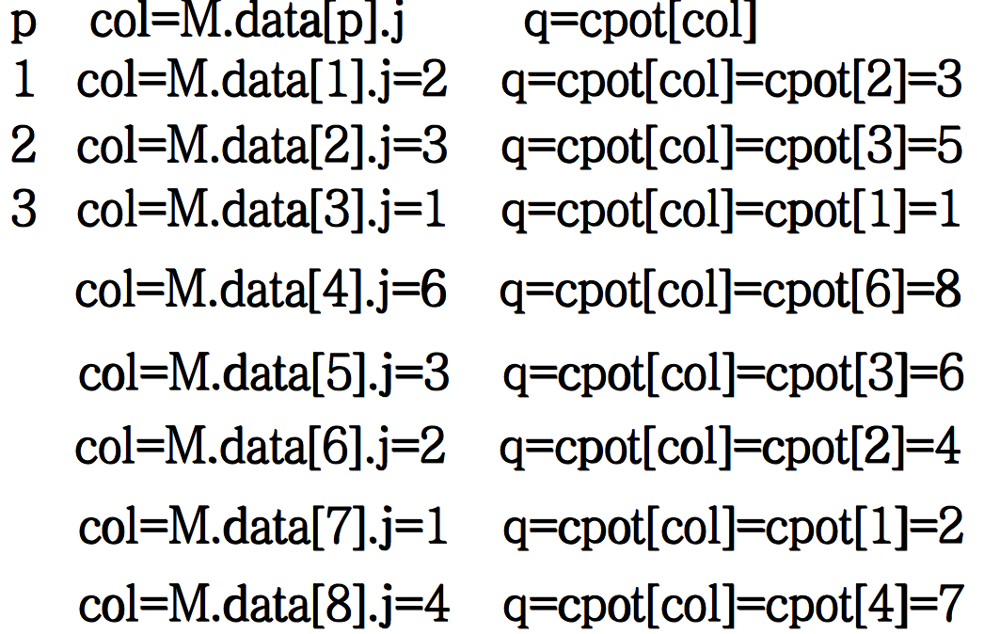 p col=M.data[p].j q=cpot[col]
1 col=M.data[1].j=2 q=cpot[col]=cpot[2]=3
2 col=M.data[2].j=3 q=cpot[col]=cpot[3]=5
3 col=M.data[3].j=1 q=cpot[col]=cpot[1]=1
col=M.data[4].j=6 q=cpot[col]=cpot[6]=8
col=M.data[5].j=3 q=cpot[col]=cpot[3]=6
col=M.data[6].j=2 q=cpot[col]=cpot[2]=4
col=M.data[7].j=1 q=cpot[col]=cpot[1]=2
col=M.data[8].j=4 q=cpot[col]=cpot[4]=7